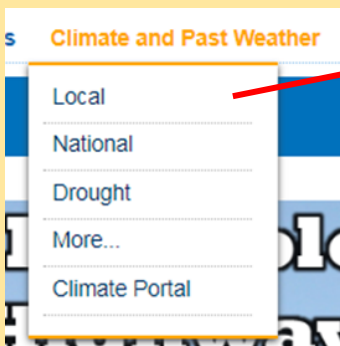 s Climate and Past Weather
Local
National
Drought
More...
Climate Portal